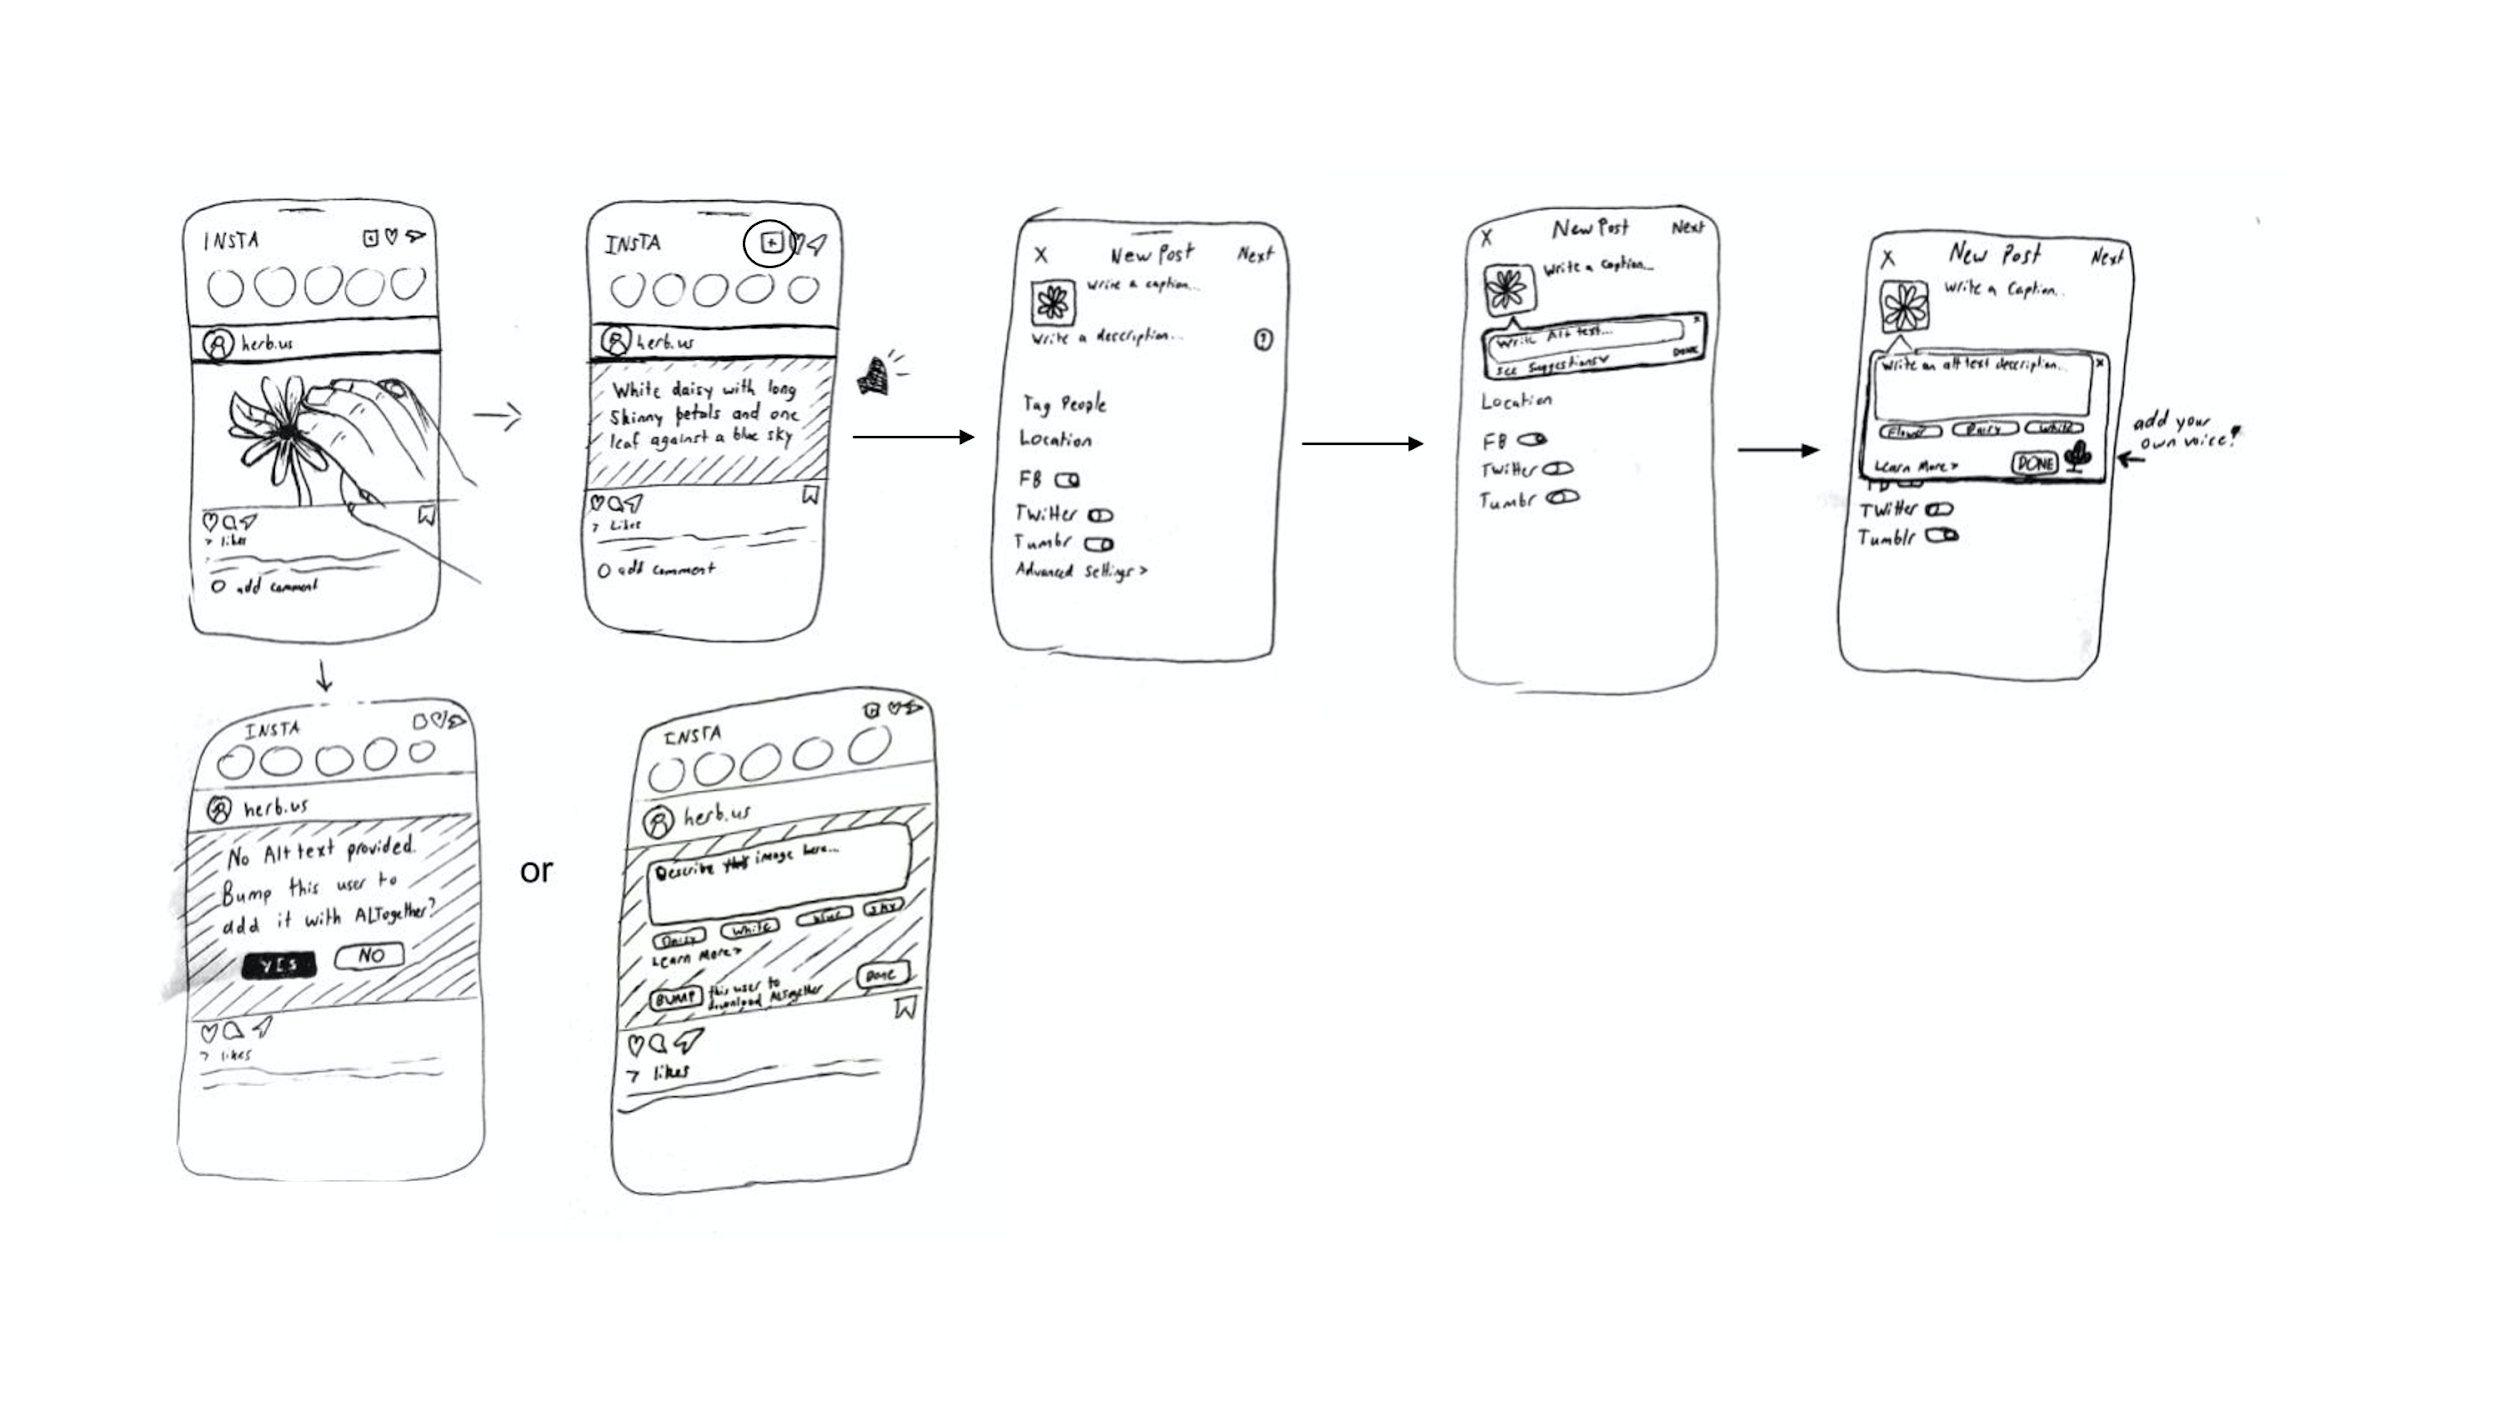 INSTA
herb.us
7 likes
add comment
INSTA
herb.us
White daisy with long
Skinny petals and one
leaf against a blue sky
7 Likes
add comment
X New Post Next
Write a caption...
Write a description... ?
Tag People
Location
FB
Twitter
Tumbr
Advanced Settings >
X New Post Next
Write a Caption...
Write Alt text...
See Suggestions
DONE
Location
FB
Twitter
Tumbr
X New Post Next
Write a Caption..
Write an alt text description...
Flower Daisy White
Learn More > DONE
add your
own voice!
FB
Twitter
Tumblr
INSTA
herb.us
No Alt text provided.
Bump this user to
add it with ALTogether?
YES NO
7 likes
or
INSTA
herb.us
Describe this image here...
Daisy White blue sky
Learn More >
Done
BUMP this user to
download ALTogether
7 likes